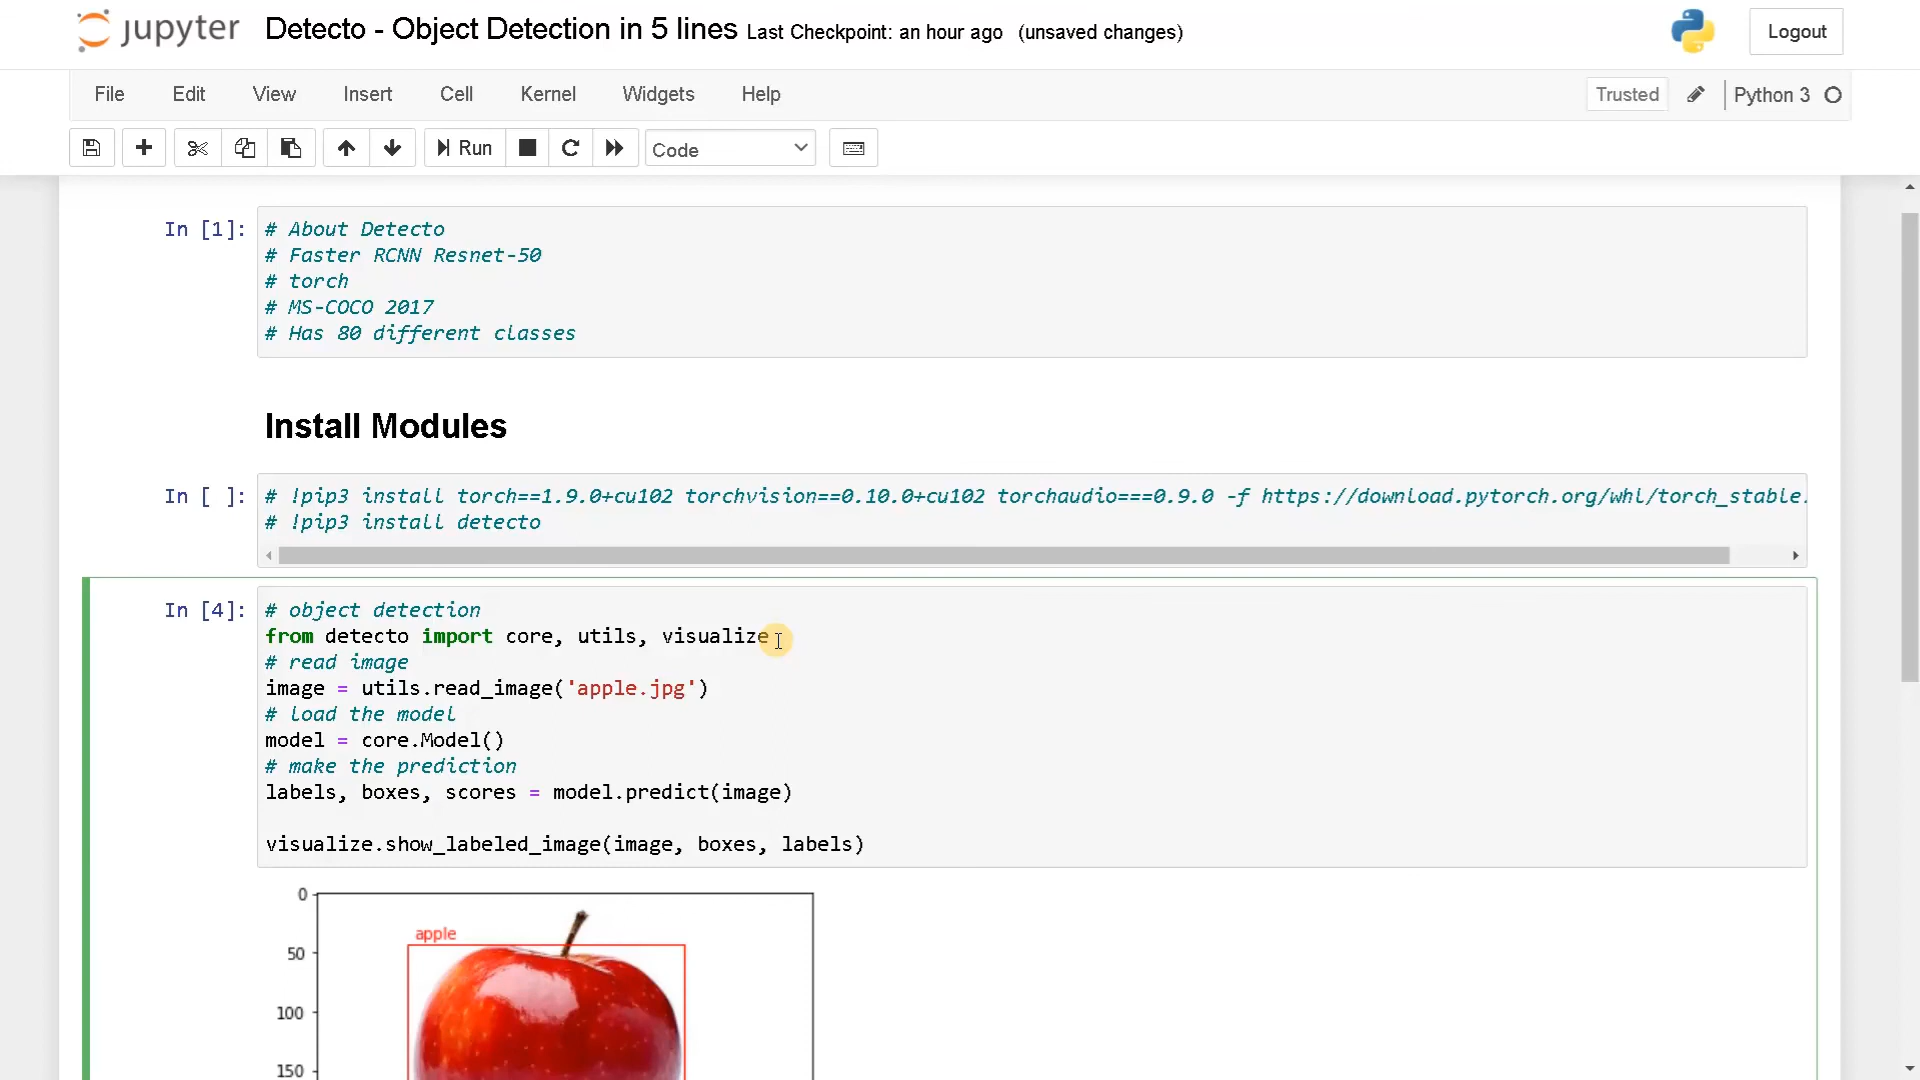 jupyter Detecto - Object Detection in 5 lines Last Checkpoint: an hour ago (unsaved changes) Logout
File Edit View Insert Cell Kernel Widgets Help Trusted Python 3
Run Code
In [1]: # About Detecto
# Faster RCNN Resnet-50
# torch
# MS-COCO 2017
# Has 80 different classes
Install Modules
In [ ]: # !pip3 install torch==1.9.0+cu102 torchvision==0.10.0+cu102 torchaudio===0.9.0 -f https://download.pytorch.org/whl/torch_stable.
# !pip3 install detecto
In [4]: # object detection
from detecto import core, utils, visualize
# read image
image = utils.read_image('apple.jpg')
# load the model
model = core.Model()
# make the prediction
labels, boxes, scores = model.predict(image)
visualize.show_labeled_image(image, boxes, labels)
0
apple
50
100
150